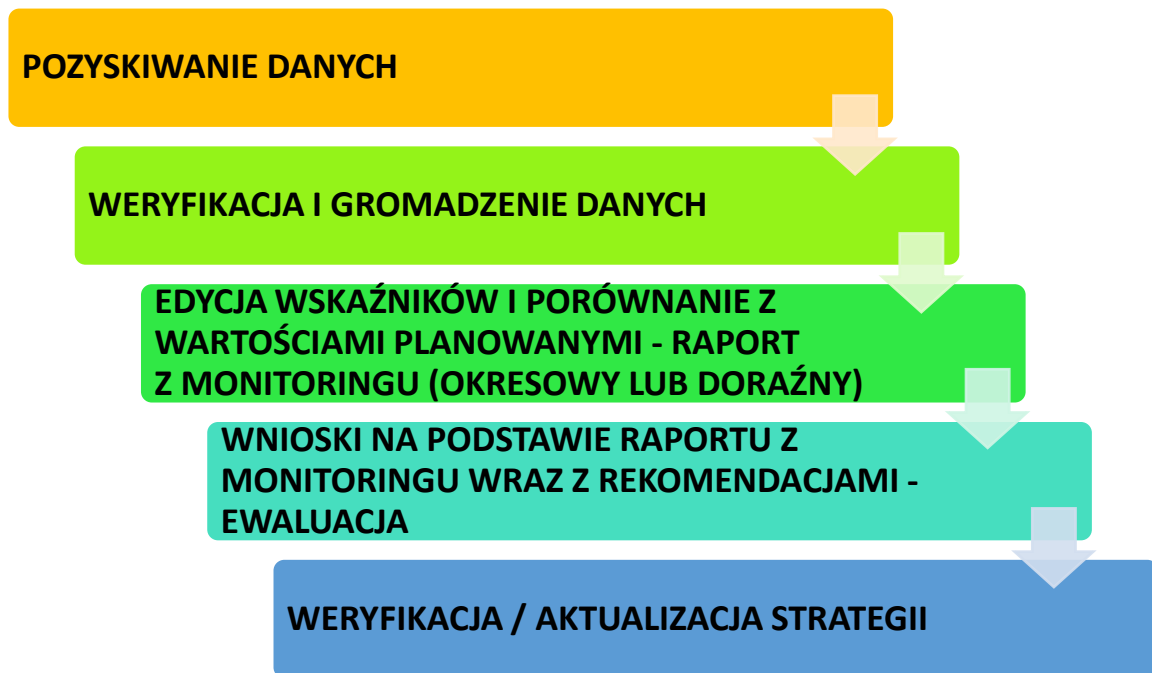 POZYSKIWANIE DANYCH
WERYFIKACJA I GROMADZENIE DANYCH
EDYCJA WSKAŹNIKÓW I PORÓWNANIE Z
WARTOŚCIAMI PLANOWANYMI - RAPORT
Z MONITORINGU (OKRESOWY LUB DORAŹNY)
WNIOSKI NA PODSTAWIE RAPORTU Z
MONITORINGU WRAZ Z REKOMENDACJAMI -
EWALUACJA
WERYFIKACJA / AKTUALIZACJA STRATEGII